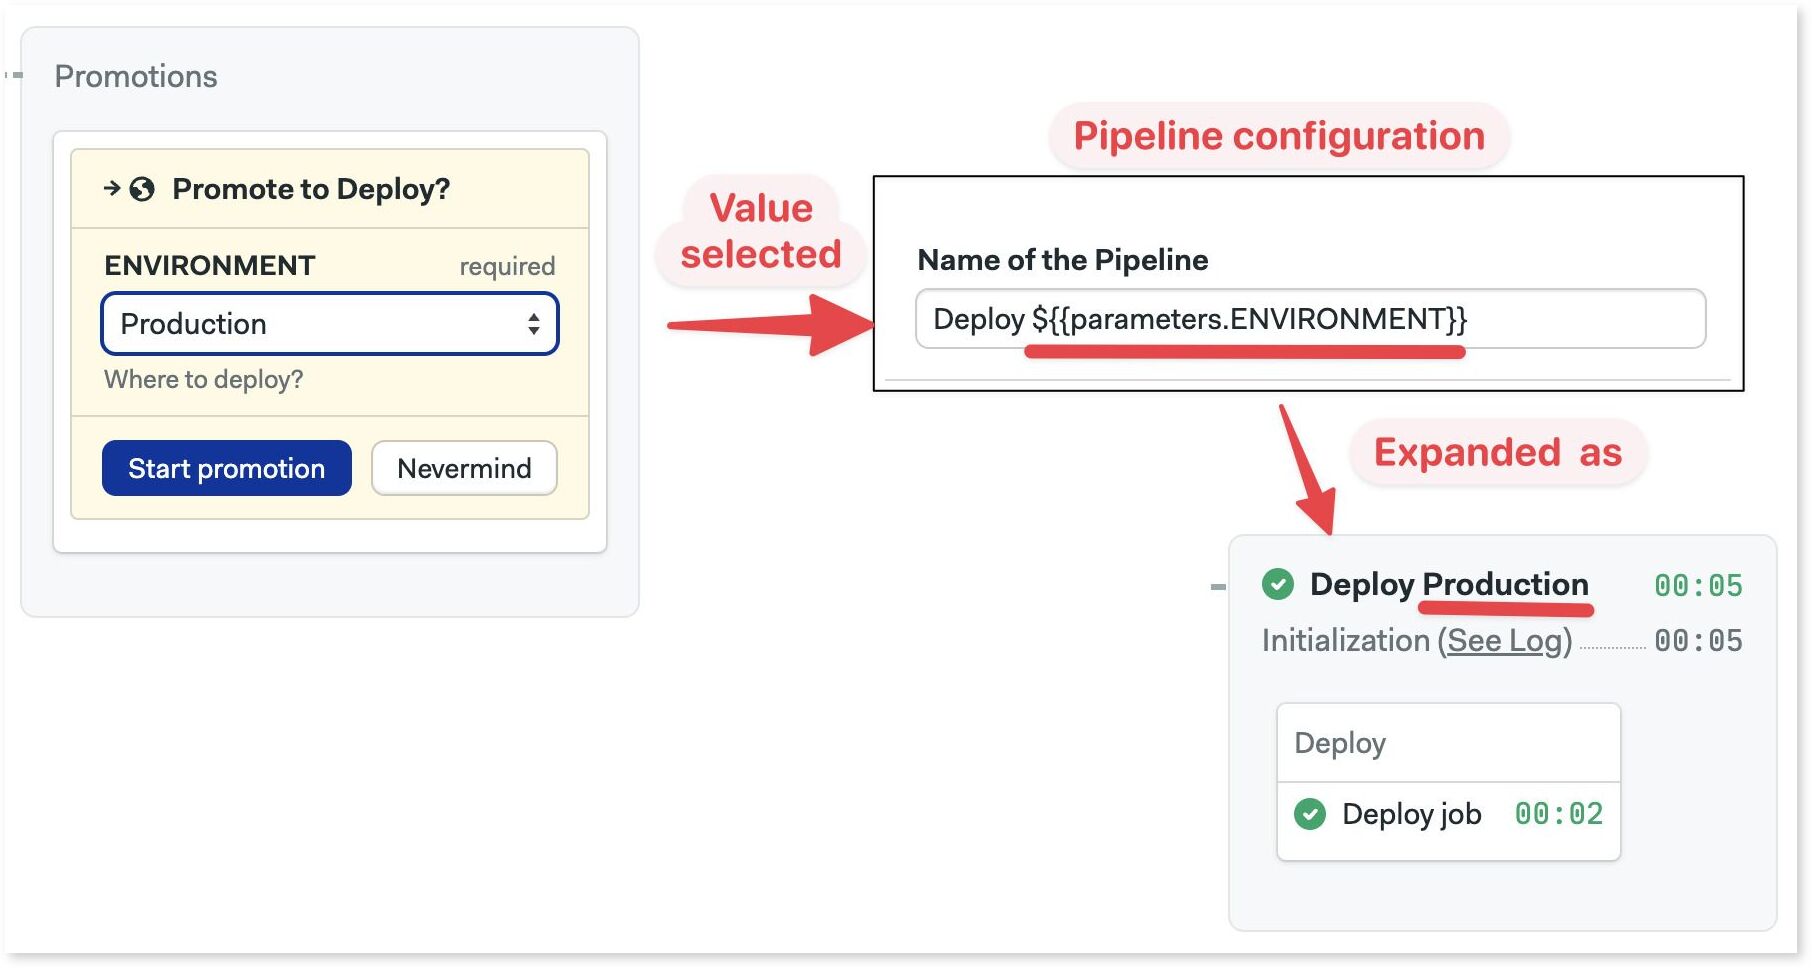 Promotions
Promote to Deploy?
ENVIRONMENT required
Production
Where to deploy?
Start promotion Nevermind
Value
selected
Pipeline configuration
Name of the Pipeline
Deploy ${{parameters.ENVIRONMENT}}
Expanded as
Deploy Production 00:05
Initialization (See Log) 00:05
Deploy
Deploy job 00:02